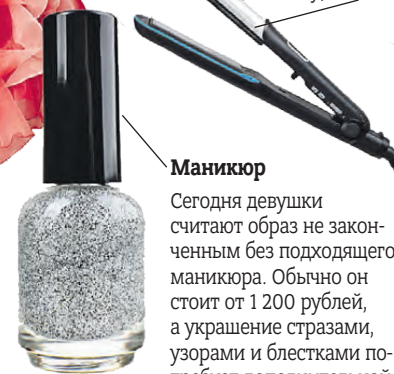 Маникюр
Сегодня девушки
считают образ не закон-
ченным без подходящего
маникюра. Обычно он
стоит от 1 200 рублей,
а украшение стразами,
узорами и блестками по-